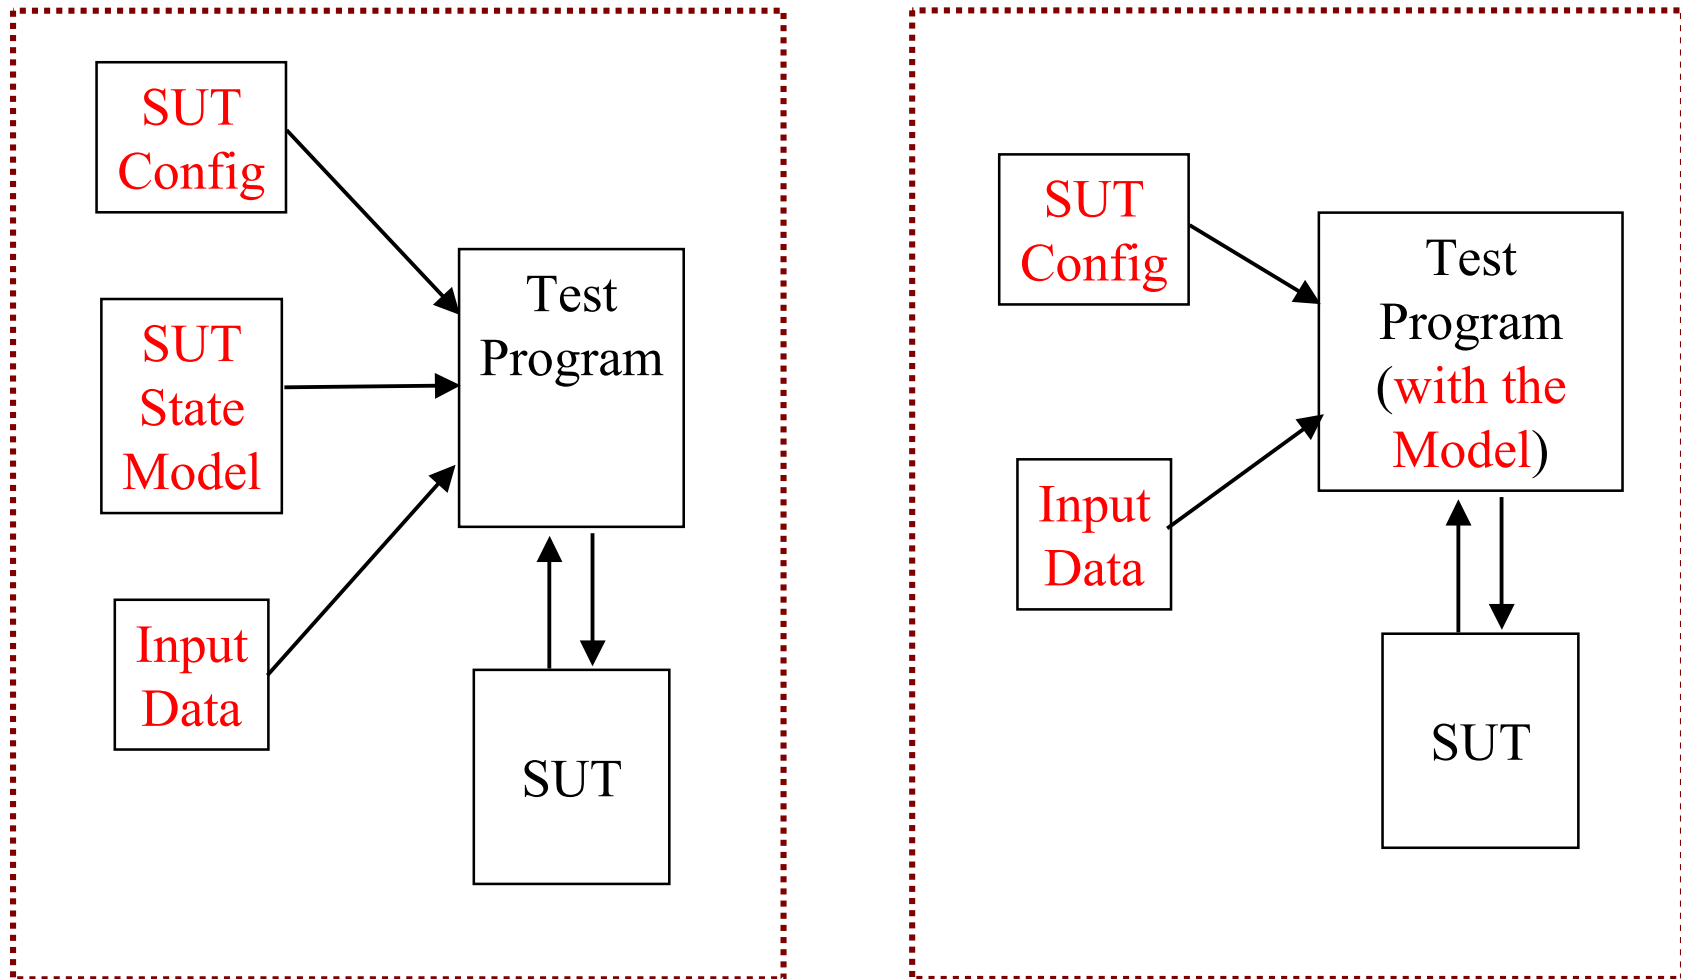 SUT
Config
SUT
State
Model
Input
Data
Test
Program
SUT
SUT
Config
Input
Data
Test
Program
(with the
Model)
SUT